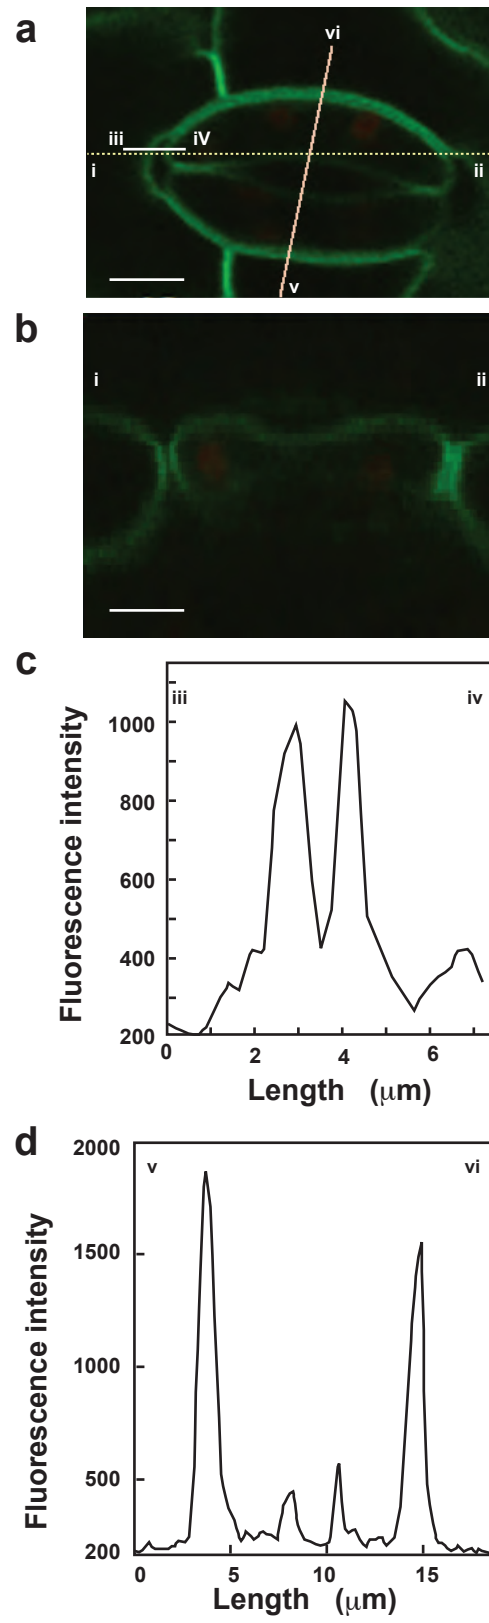 a
vi
iii iV
i ii
v
b
i ii
c
iii iv
1000
800
600
400
200
0 2 4 6
Fluorescence intensity
Length (μm)
d
2000
v vi
1500
1000
500
200
0 5 10 15
Fluorescence intensity
Length (μm)